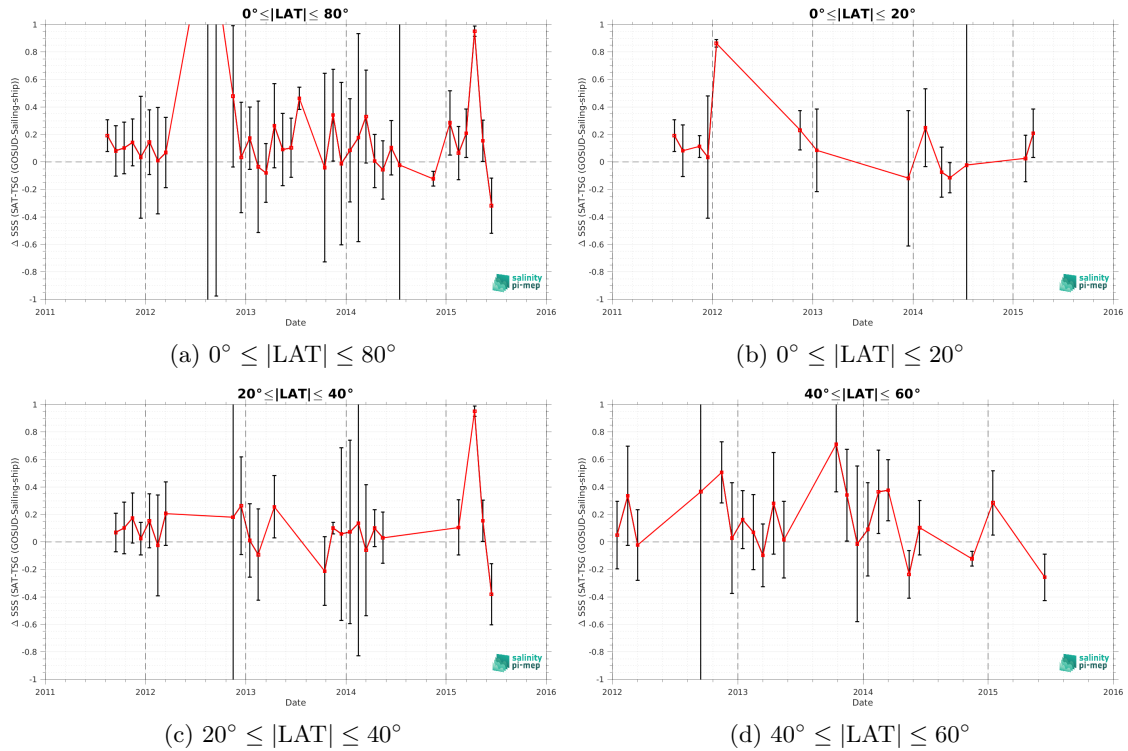 0°≤|LAT|≤ 80°
Δ SSS (SAT-TSG (GOSUD-Sailing-ship))
1
0.8
0.6
0.4
0.2
0
-0.2
-0.4
-0.6
-0.8
-1
2011 2012 2013 2014 2015 2016
Date
salinity
pi-mep
(a) 0° ≤ |LAT| ≤ 80°
0°≤|LAT|≤ 20°
Δ SSS (SAT-TSG (GOSUD-Sailing-ship))
1
0.8
0.6
0.4
0.2
0
-0.2
-0.4
-0.6
-0.8
-1
2011 2012 2013 2014 2015 2016
Date
salinity
pi-mep
(b) 0° ≤ |LAT| ≤ 20°
20°≤|LAT|≤ 40°
Δ SSS (SAT-TSG (GOSUD-Sailing-ship))
1
0.8
0.6
0.4
0.2
0
-0.2
-0.4
-0.6
-0.8
-1
2011 2012 2013 2014 2015 2016
Date
salinity
pi-mep
(c) 20° ≤ |LAT| ≤ 40°
40°≤|LAT|≤ 60°
Δ SSS (SAT-TSG (GOSUD-Sailing-ship))
1
0.8
0.6
0.4
0.2
0
-0.2
-0.4
-0.6
-0.8
-1
2012 2013 2014 2015 2016
Date
salinity
pi-mep
(d) 40° ≤ |LAT| ≤ 60°